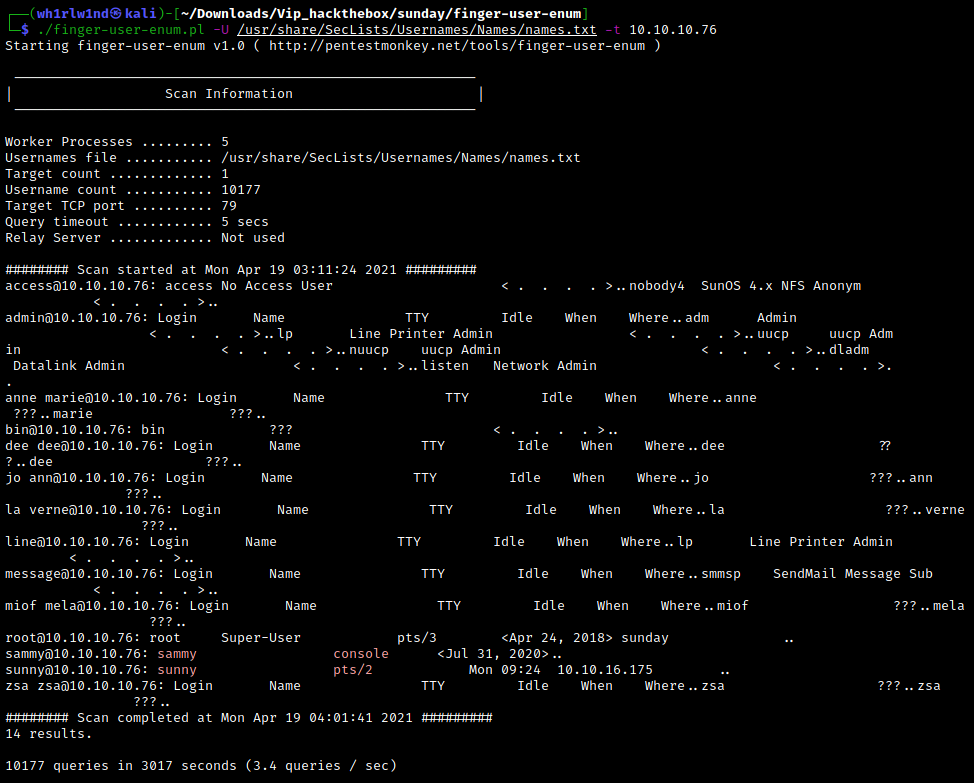 ┌──(wh1rlw1nd㉿kali)-[~/Downloads/Vip_hackthebox/sunday/finger-user-enum]
└─$ ./finger-user-enum.pl -U /usr/share/SecLists/Usernames/Names/names.txt -t 10.10.10.76
Starting finger-user-enum v1.0 ( http://pentestmonkey.net/tools/finger-user-enum )
| Scan Information |
Worker Processes ......... 5
Usernames file ........... /usr/share/SecLists/Usernames/Names/names.txt
Target count ............. 1
Username count ........... 10177
Target TCP port .......... 79
Query timeout ............ 5 secs
Relay Server ............. Not used
######## Scan started at Mon Apr 19 03:11:24 2021 #########
access@10.10.10.76: access No Access User                     < .  .  .  . >..nobody4  SunOS 4.x NFS Anonym
           < .  .  .  . >..
admin@10.10.10.76: Login       Name               TTY         Idle    When    Where..adm      Admin
                  < .  .  .  . >..lp       Line Printer Admin                 < .  .  .  . >..uucp     uucp Adm
in                         < .  .  .  . >..nuucp    uucp Admin                         < .  .  .  . >..dladm
 Datalink Admin                     < .  .  .  . >..listen   Network Admin                      < .  .  .  . >.
.
anne marie@10.10.10.76: Login       Name               TTY         Idle    When    Where..anne
 ???..marie                 ???..
bin@10.10.10.76: bin             ???                         < .  .  .  . >..
dee dee@10.10.10.76: Login       Name               TTY         Idle    When    Where..dee                   ??
?..dee                   ???..
jo ann@10.10.10.76: Login       Name               TTY         Idle    When    Where..jo                    ???..ann
               ???..
la verne@10.10.10.76: Login       Name               TTY         Idle    When    Where..la                    ???..verne
                 ???..
line@10.10.10.76: Login       Name               TTY         Idle    When    Where..lp       Line Printer Admin
        < .  .  .  . >..
message@10.10.10.76: Login       Name               TTY         Idle    When    Where..smmsp    SendMail Message Sub
           < .  .  .  . >..
miof mela@10.10.10.76: Login       Name               TTY         Idle    When    Where..miof                  ???..mela
                  ???..
root@10.10.10.76: root     Super-User            pts/3        <Apr 24, 2018> sunday              ..
sammy@10.10.10.76: sammy                 console      <Jul 31, 2020>..
sunny@10.10.10.76: sunny                 pts/2            Mon 09:24  10.10.16.175        ..
zsa zsa@10.10.10.76: Login       Name               TTY         Idle    When    Where..zsa                   ???..zsa
                ???..
######## Scan completed at Mon Apr 19 04:01:41 2021 #########
14 results.
10177 queries in 3017 seconds (3.4 queries / sec)